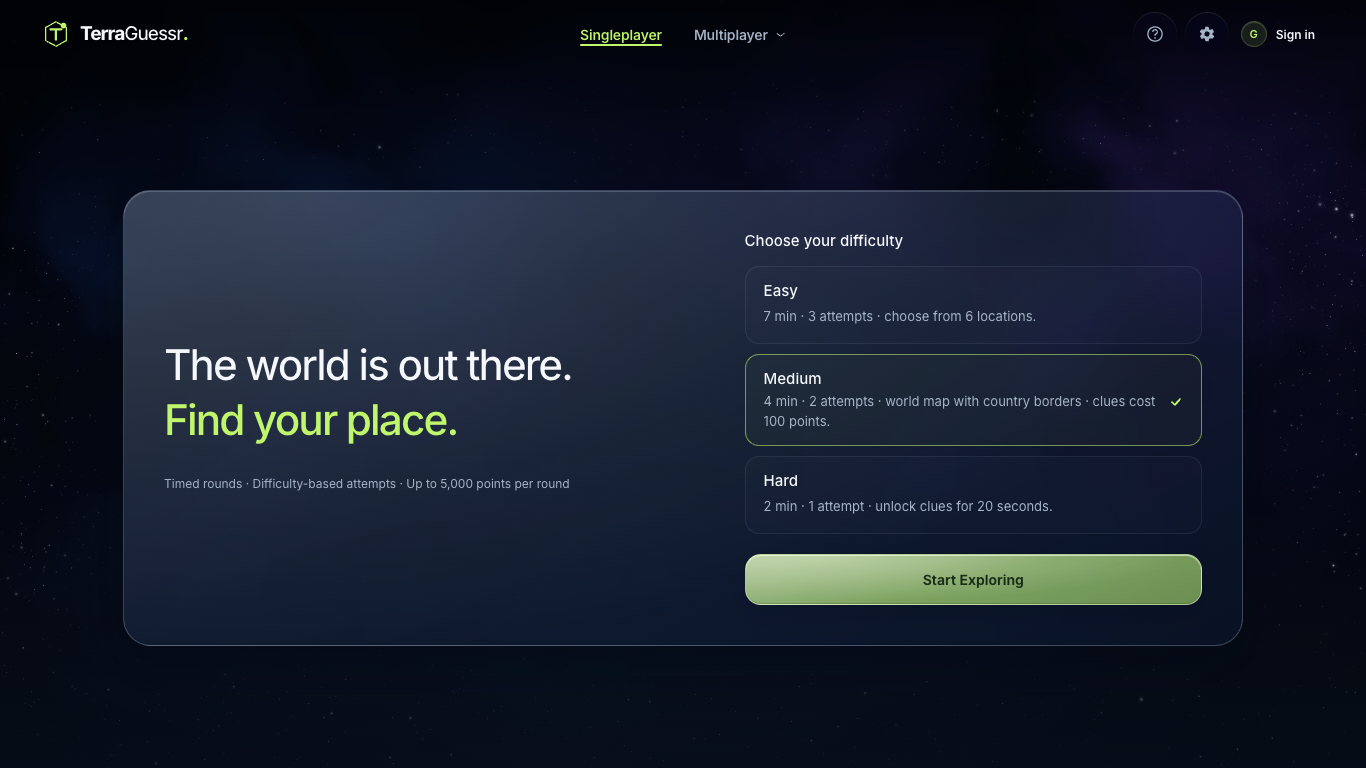 TerraGuessr.
Singleplayer
Multiplayer
G
Sign in
The world is out there.
Find your place.
Timed rounds · Difficulty-based attempts · Up to 5,000 points per round
Choose your difficulty
Easy
7 min · 3 attempts · choose from 6 locations.
Medium
4 min · 2 attempts · world map with country borders · clues cost
100 points.
Hard
2 min · 1 attempt · unlock clues for 20 seconds.
Start Exploring